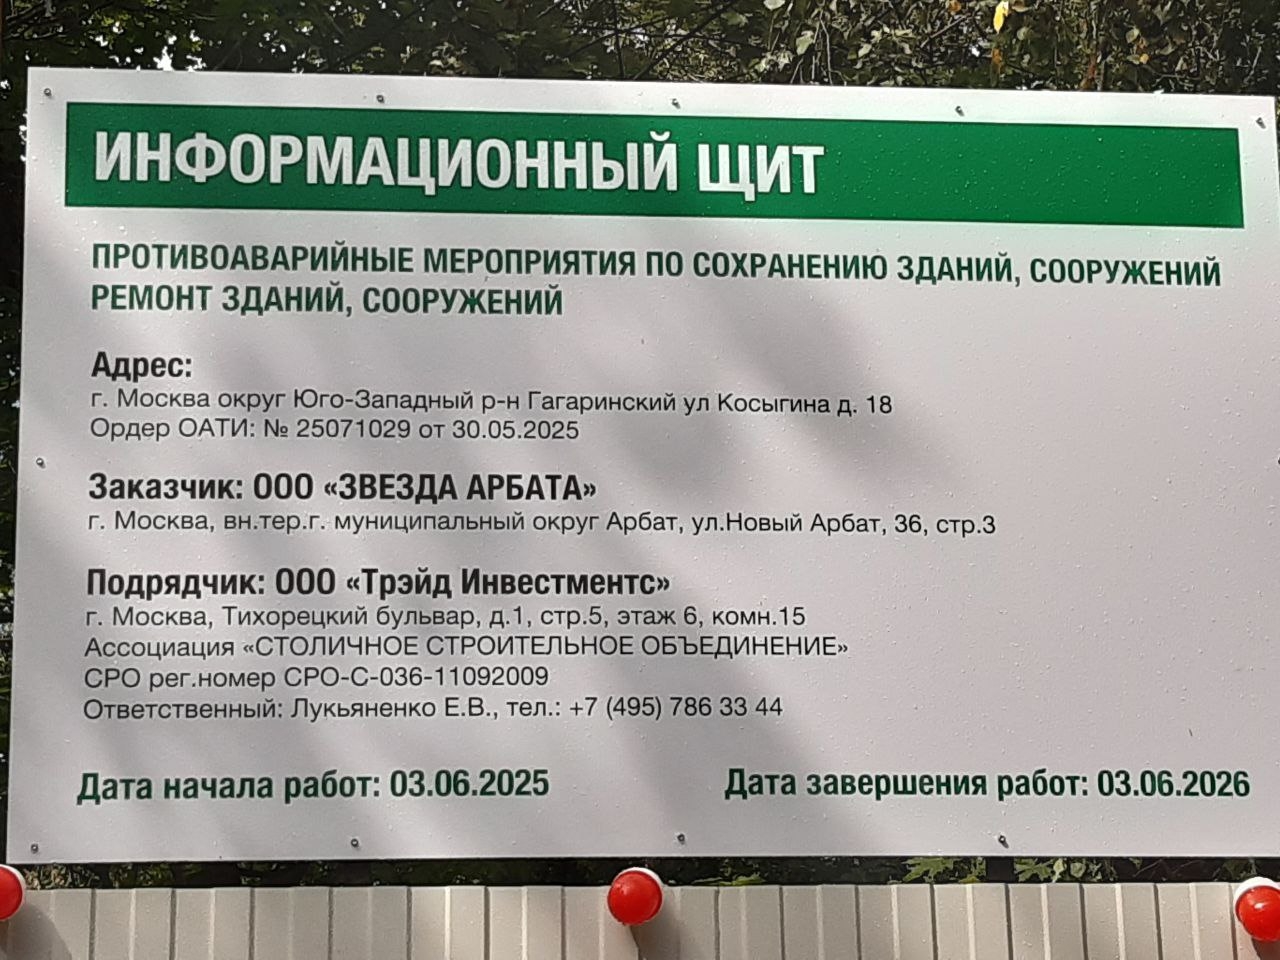 ИНФОРМАЦИОННЫЙ ЩИТ
ПРОТИВОАВАРИЙНЫЕ МЕРОПРИЯТИЯ ПО СОХРАНЕНИЮ ЗДАНИЙ, СООРУЖЕНИЙ
РЕМОНТ ЗДАНИЙ, СООРУЖЕНИЙ
Адрес:
г. Москва округ Юго-Западный р-н Гагаринский ул Косыгина д. 18
Ордер ОАТИ: № 25071029 от 30.05.2025
Заказчик: ООО «ЗВЕЗДА АРБАТА»
г. Москва, вн.тер.г. муниципальный округ Арбат, ул.Новый Арбат, 36, стр.3
Подрядчик: ООО «Трэйд Инвестментс»
г. Москва, Тихорецкий бульвар, д.1, стр.5, этаж 6, комн.15
Ассоциация «СТОЛИЧНОЕ СТРОИТЕЛЬНОЕ ОБЪЕДИНЕНИЕ»
СРО рег.номер СРО-С-036-11092009
Ответственный: Лукьяненко Е.В., тел.: +7 (495) 786 33 44
Дата начала работ: 03.06.2025 Дата завершения работ: 03.06.2026